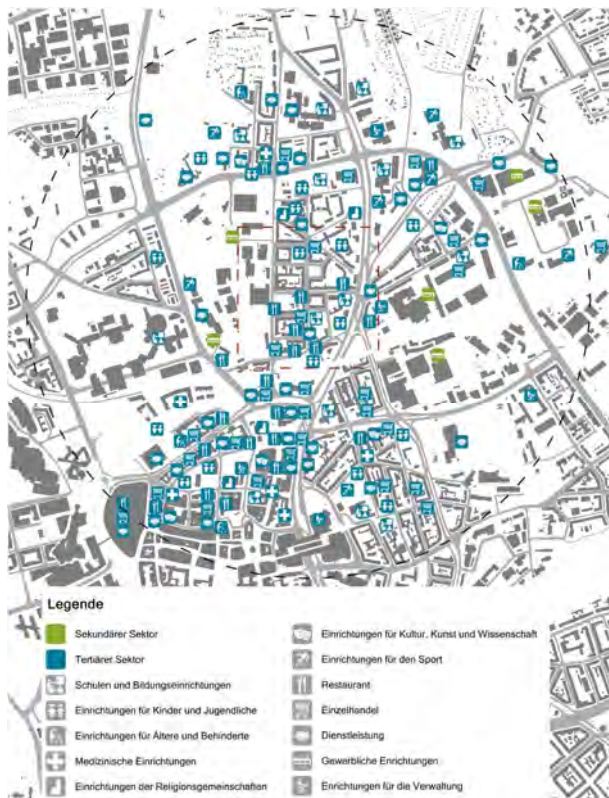 Legende
Sekundärer Sektor
Tertiärer Sektor
Schulen und Bildungseinrichtungen
Einrichtungen für Kinder und Jugendliche
Einrichtungen für Ältere und Behinderte
Medizinische Einrichtungen
Einrichtungen der Religionsgemeinschaften
Einrichtungen für Kultur, Kunst und Wissenschaft
Einrichtungen für den Sport
Restaurant
Einzelhandel
Dienstleistung
Gewerbliche Enrichtungen
Enrichtungen für die Verwaltung